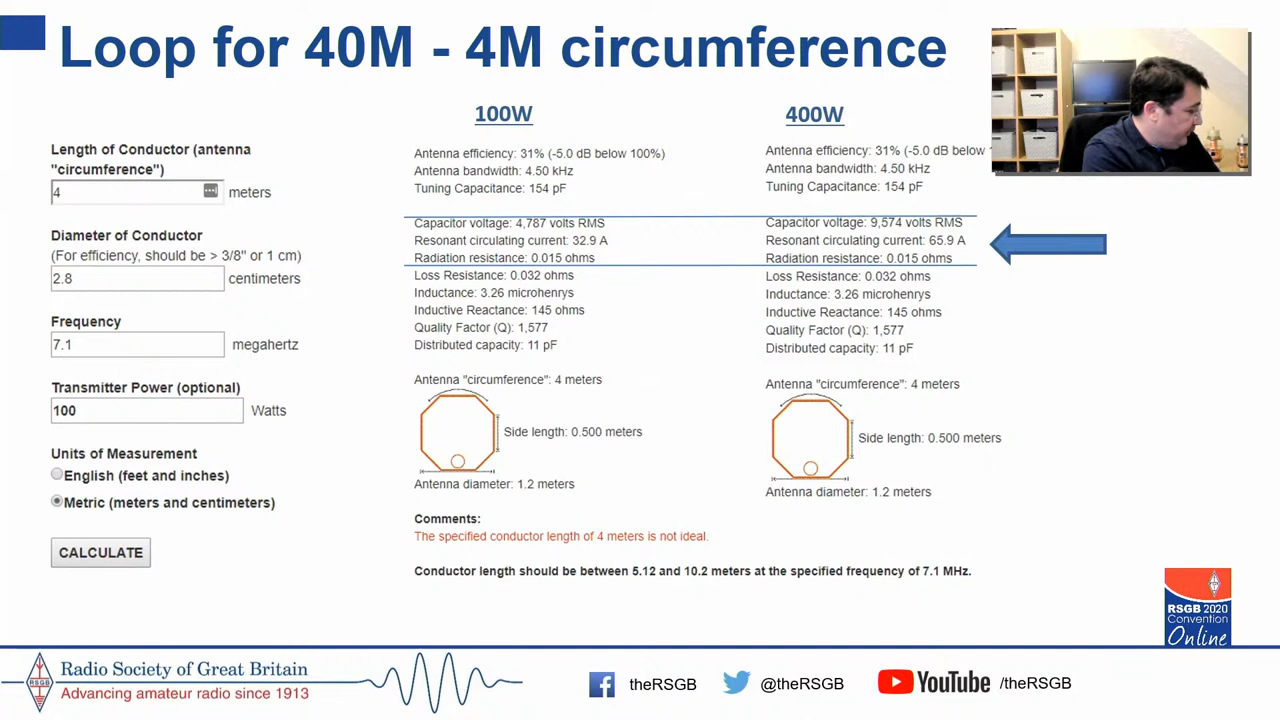 Loop for 40M - 4M circumference
Length of Conductor (antenna
"circumference")
4 meters
Diameter of Conductor
(For efficiency, should be > 3/8" or 1 cm)
2.8 centimeters
Frequency
7.1 megahertz
Transmitter Power (optional)
100 Watts
Units of Measurement
English (feet and inches)
Metric (meters and centimeters)
CALCULATE
100W
Antenna efficiency: 31% (-5.0 dB below 100%)
Antenna bandwidth: 4.50 kHz
Tuning Capacitance: 154 pF
Capacitor voltage: 4,787 volts RMS
Resonant circulating current: 32.9 A
Radiation resistance: 0.015 ohms
Loss Resistance: 0.032 ohms
Inductance: 3.26 microhenrys
Inductive Reactance: 145 ohms
Quality Factor (Q): 1,577
Distributed capacity: 11 pF
Antenna "circumference": 4 meters
Side length: 0.500 meters
Antenna diameter: 1.2 meters
Comments:
The specified conductor length of 4 meters is not ideal.
Conductor length should be between 5.12 and 10.2 meters at the specified frequency of 7.1 MHz.
400W
Antenna efficiency: 31% (-5.0 dB below
Antenna bandwidth: 4.50 kHz
Tuning Capacitance: 154 pF
Capacitor voltage: 9,574 volts RMS
Resonant circulating current: 65.9 A
Radiation resistance: 0.015 ohms
Loss Resistance: 0.032 ohms
Inductance: 3.26 microhenrys
Inductive Reactance: 145 ohms
Quality Factor (Q): 1,577
Distributed capacity: 11 pF
Antenna "circumference": 4 meters
Side length: 0.500 meters
Antenna diameter: 1.2 meters
RSGB 2020
Convention
Online
RSGB
Radio Society of Great Britain
Advancing amateur radio since 1913
theRSGB
@theRSGB
YouTube /theRSGB